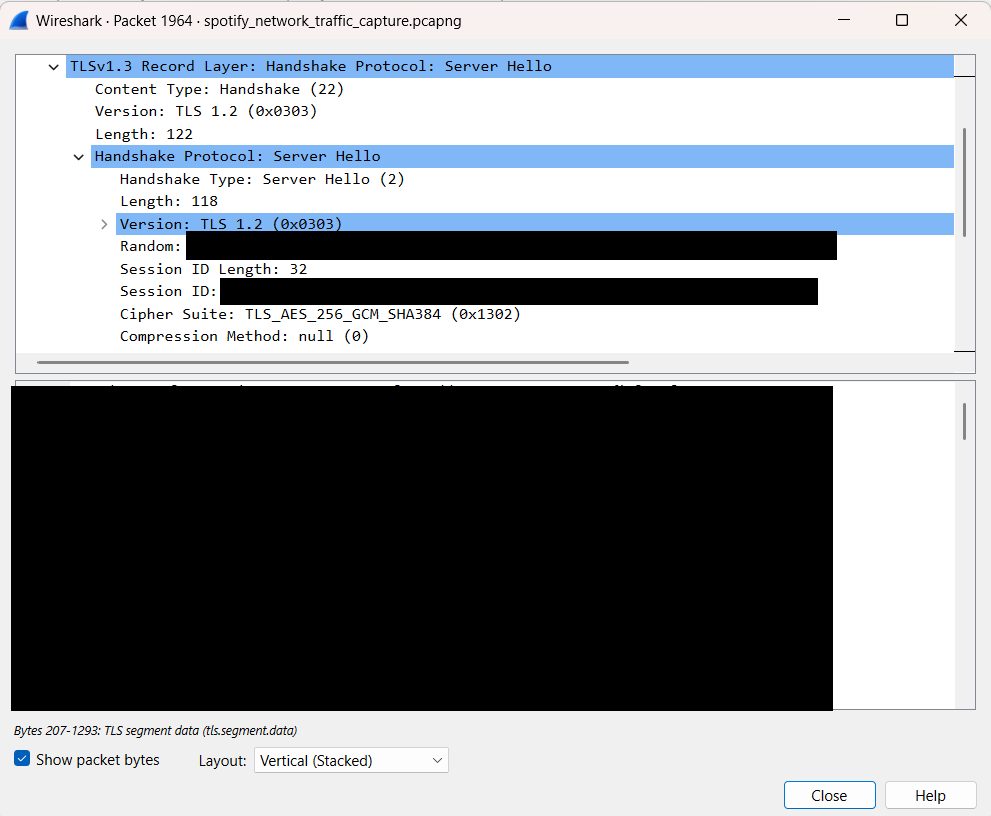 Wireshark · Packet 1964 · spotify_network_traffic_capture.pcapng
TLSv1.3 Record Layer: Handshake Protocol: Server Hello
Content Type: Handshake (22)
Version: TLS 1.2 (0x0303)
Length: 122
Handshake Protocol: Server Hello
Handshake Type: Server Hello (2)
Length: 118
Version: TLS 1.2 (0x0303)
Random:
Session ID Length: 32
Session ID:
Cipher Suite: TLS_AES_256_GCM_SHA384 (0x1302)
Compression Method: null (0)
Bytes 207-1293: TLS segment data (tls.segment.data)
Show packet bytes Layout: Vertical (Stacked)
Close Help